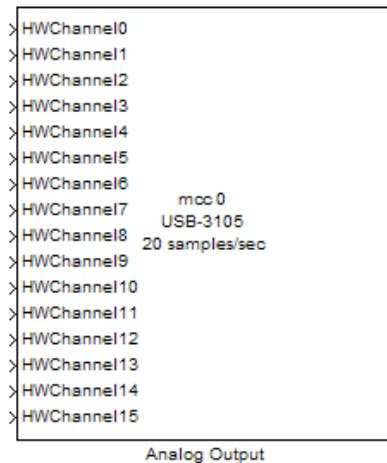 HWChannel0
HWChannel1
HWChannel2
HWChannel3
HWChannel4
HWChannel5
HWChannel6
HWChannel7
HWChannel8
HWChannel9
HWChannel10
HWChannel11
HWChannel12
HWChannel13
HWChannel14
HWChannel15
mcc 0
USB-3105
20 samples/sec
Analog Output